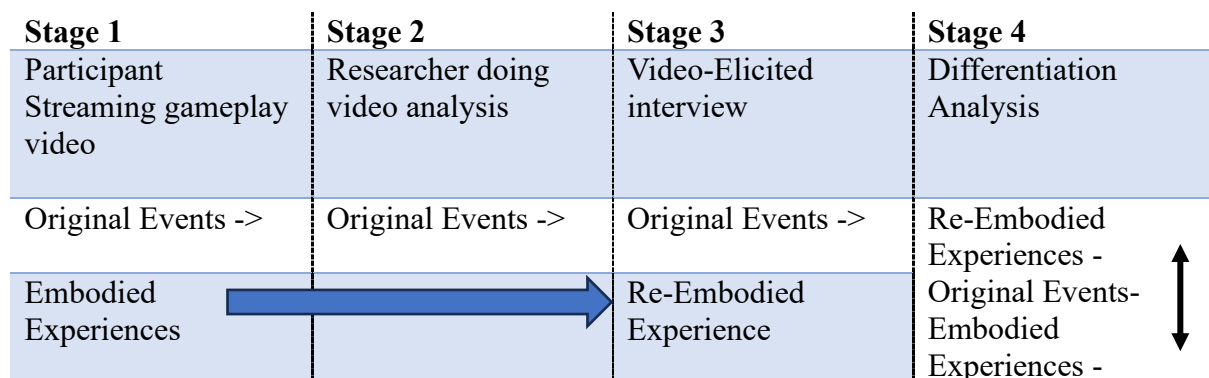 Stage 1
Stage 2
Stage 3
Stage 4
Participant
Streaming gameplay
video
Researcher doing
video analysis
Video-Elicited
interview
Differentiation
Analysis
Original Events ->
Original Events ->
Original Events ->
Re-Embodied
Experiences -
Original Events-
Embodied
Experiences -
Embodied
Experiences
Re-Embodied
Experience